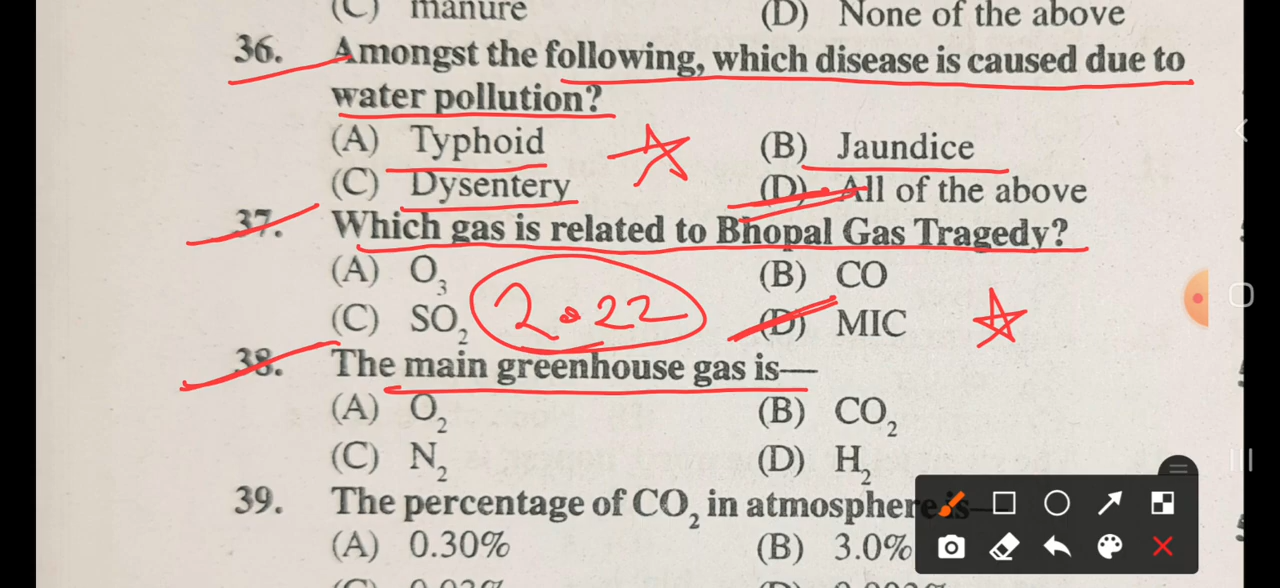 (C) manure (D) None of the above
36. Amongst the following, which disease is caused due to
water pollution?
(A) Typhoid (B) Jaundice
(C) Dysentery (D) All of the above
37. Which gas is related to Bhopal Gas Tragedy?
(A) O₃ (B) CO
(C) SO₂ (D) MIC
2.22
38. The main greenhouse gas is—
(A) O₂ (B) CO₂
(C) N₂ (D) H₂
39. The percentage of CO₂ in atmosphere is—
(A) 0.30% (B) 3.0%